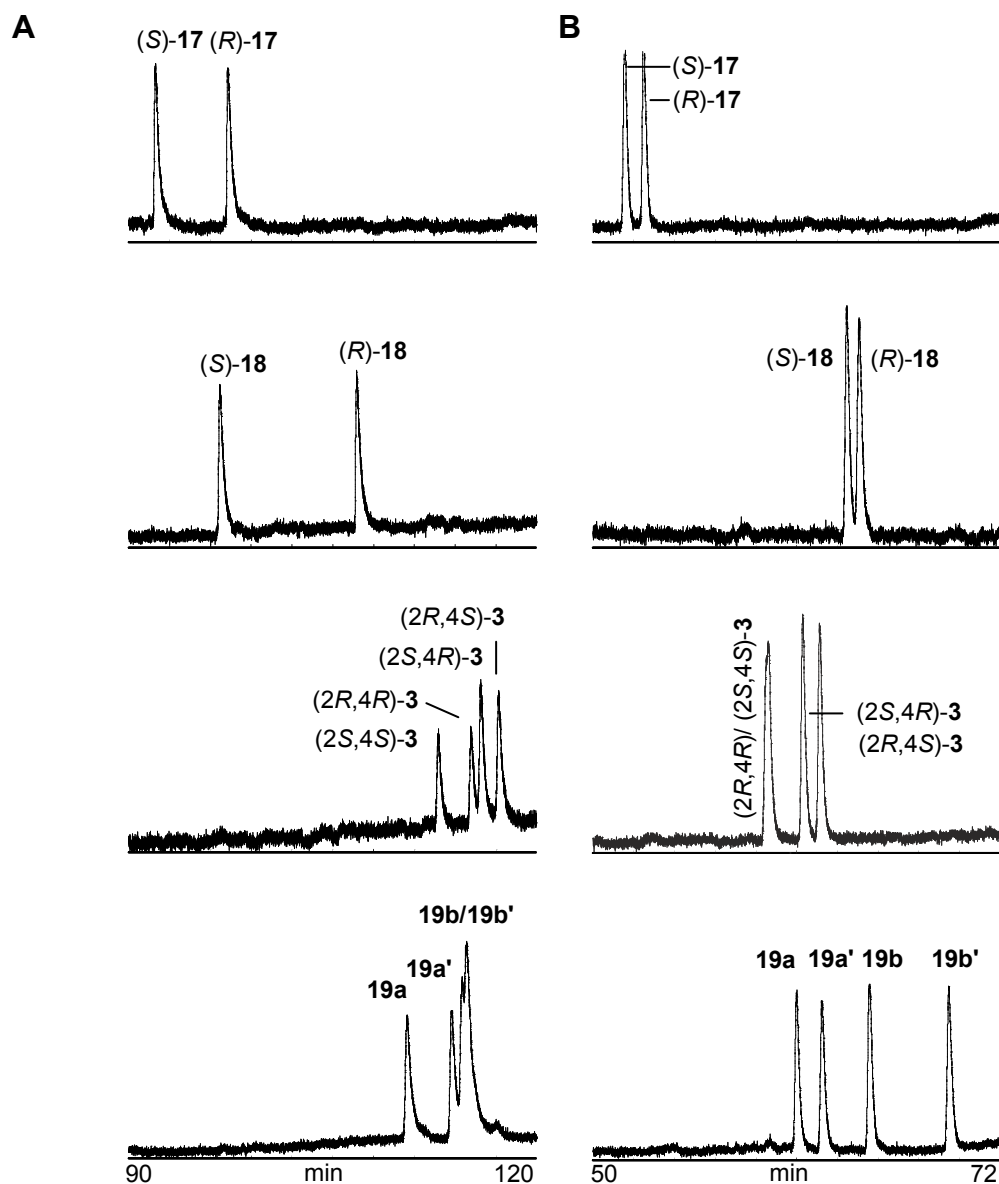 A
(S)-17 (R)-17
(S)-18
(R)-18
(2R,4S)-3
(2S,4R)-3
(2R,4R)-3
(2S,4S)-3
19b/19b'
19a'
19a
90 min 120
B
(S)-17
(R)-17
(S)-18 (R)-18
(2R,4R)/ (2S,4S)-3
(2S,4R)-3
(2R,4S)-3
19a 19a' 19b 19b'
50 min 72